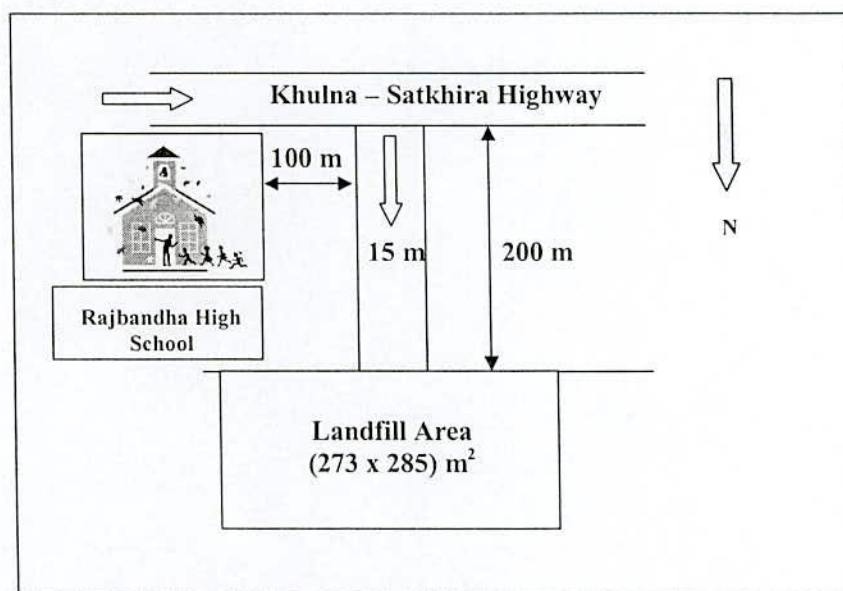 Khulna – Satkhira Highway
A
100 m
15 m
200 m
N
Rajbandha High
School
Landfill Area
(273 x 285) m²